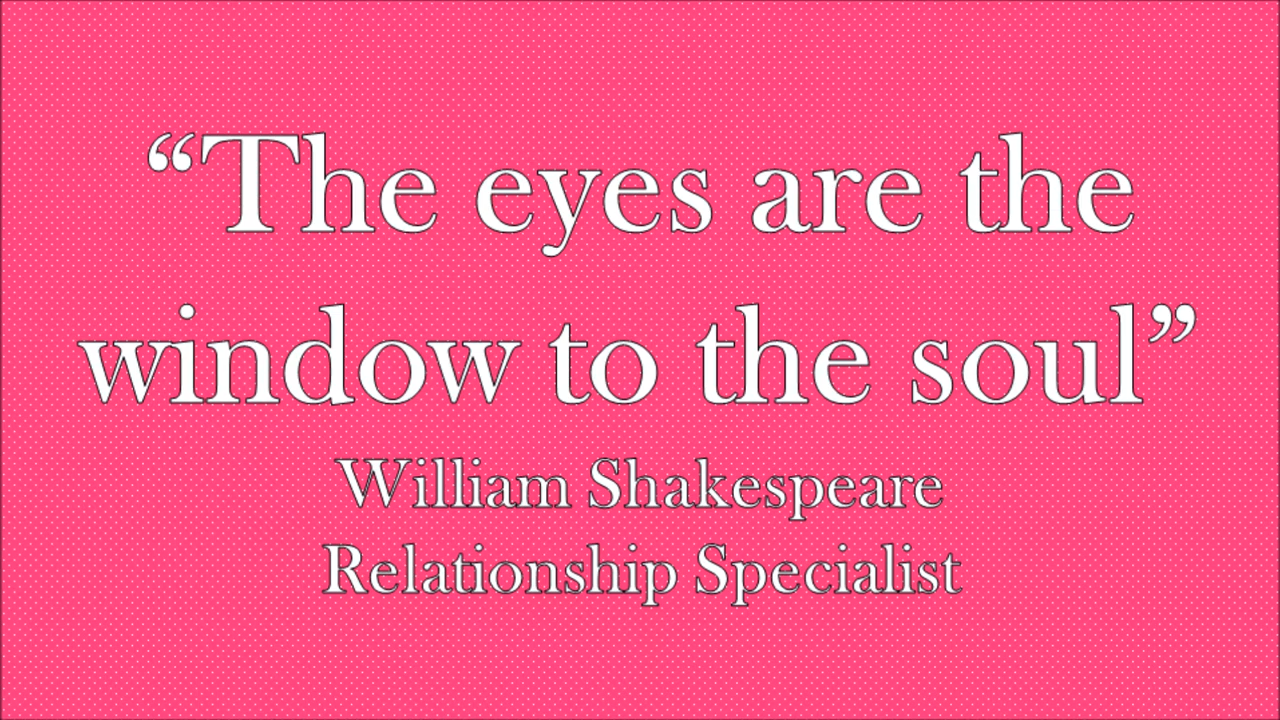 “The eyes are the
window to the soul”
William Shakespeare
Relationship Specialist